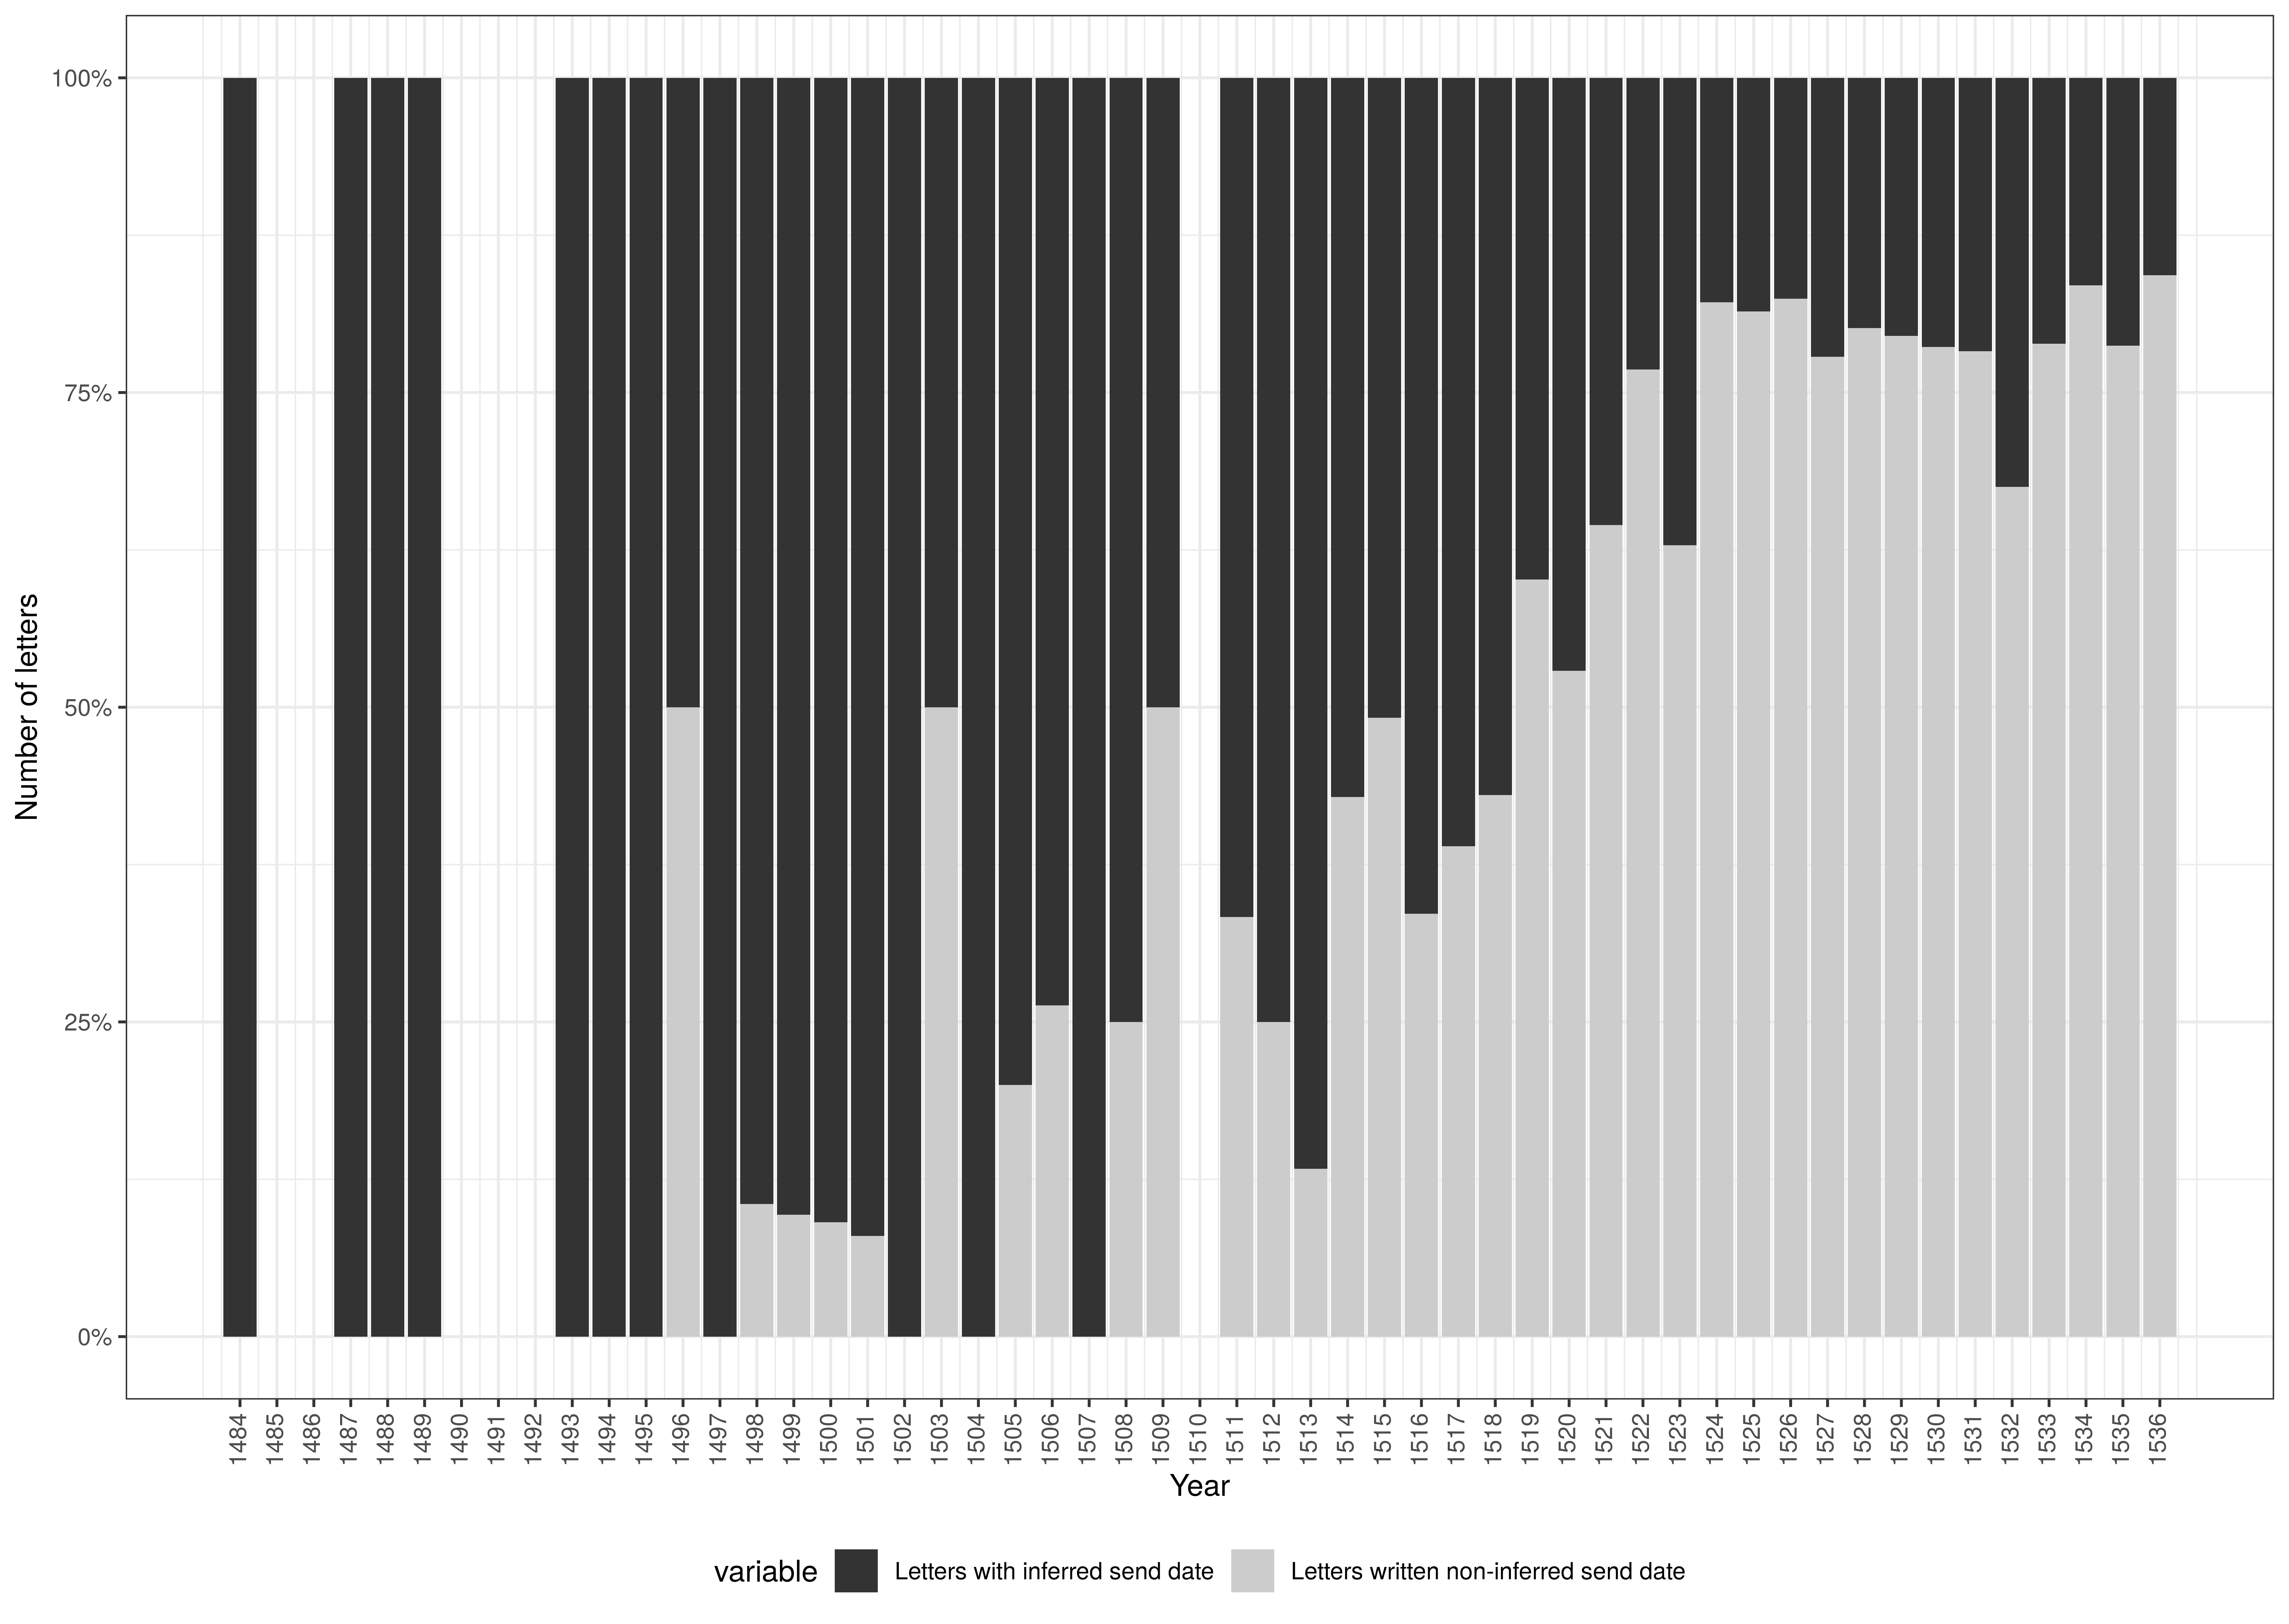 Number of letters
100%
75%
50%
25%
0%
1484 1485 1486 1487 1488 1489 1490 1491 1492 1493 1494 1495 1496 1497 1498 1499 1500 1501 1502 1503 1504 1505 1506 1507 1508 1509 1510 1511 1512 1513 1514 1515 1516 1517 1518 1519 1520 1521 1522 1523 1524 1525 1526 1527 1528 1529 1530 1531 1532 1533 1534 1535 1536
Year
variable Letters with inferred send date Letters written non-inferred send date